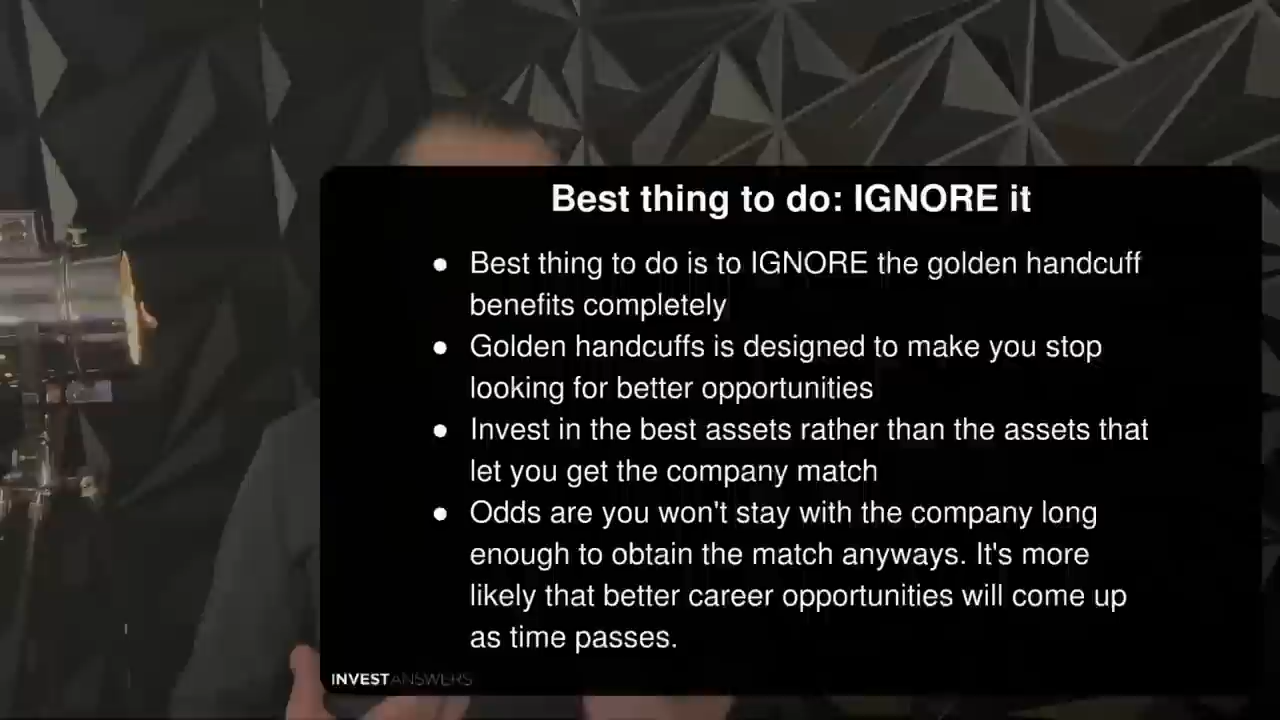 Best thing to do: IGNORE it
● Best thing to do is to IGNORE the golden handcuff
benefits completely
● Golden handcuffs is designed to make you stop
looking for better opportunities
● Invest in the best assets rather than the assets that
let you get the company match
● Odds are you won't stay with the company long
enough to obtain the match anyways. It's more
likely that better career opportunities will come up
as time passes.
INVESTANSWERS